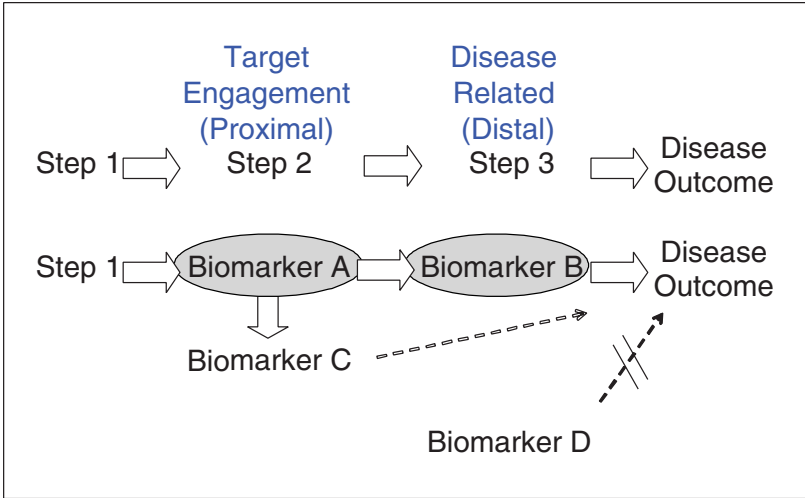 Target
Engagement
(Proximal)
Disease
Related
(Distal)
Step 1
Step 2
Step 3
Disease
Outcome
Step 1
Biomarker A
Biomarker B
Disease
Outcome
Biomarker C
Biomarker D